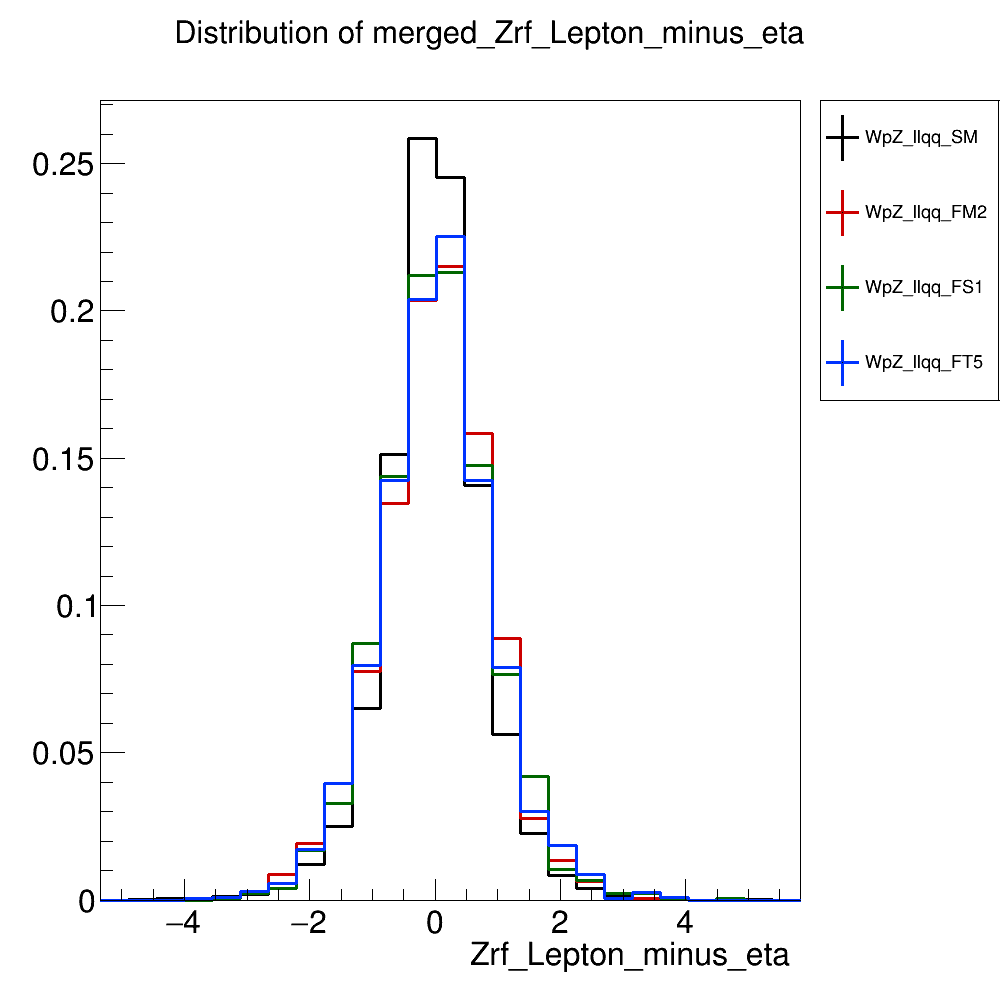 Distribution of merged_Zrf_Lepton_minus_eta
0.25
0.2
0.15
0.1
0.05
0
−4
−2
0
2
4
Zrf_Lepton_minus_eta
WpZ_llqq_SM
WpZ_llqq_FM2
WpZ_llqq_FS1
WpZ_llqq_FT5